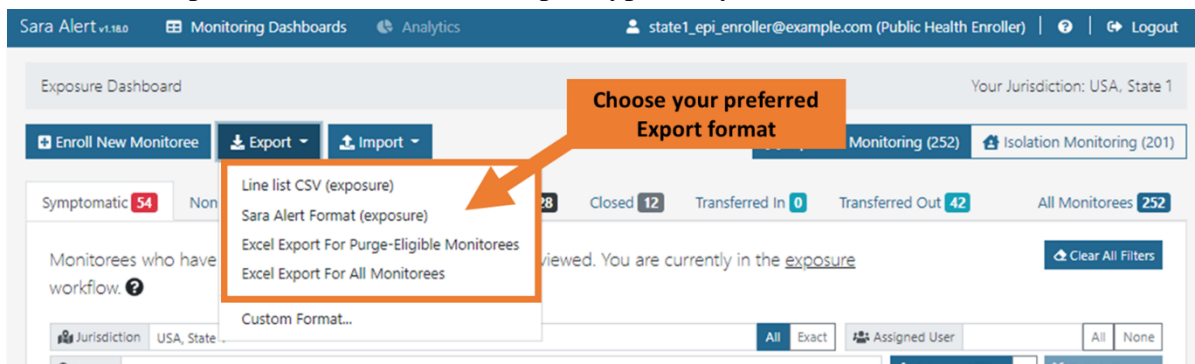 Sara Alert v1.18.0 Monitoring Dashboards Analytics state1_epi_enroller@example.com (Public Health Enroller) Logout
Exposure Dashboard Your Jurisdiction: USA, State 1
Choose your preferred
Export format
Enroll New Monitoree Export Import Monitoring (252) Isolation Monitoring (201)
Line list CSV (exposure)
Symptomatic 54 Non 28 Closed 12 Transferred In 0 Transferred Out 42 All Monitorees 252
Sara Alert Format (exposure)
Excel Export For Purge-Eligible Monitorees
Monitorees who have viewed. You are currently in the exposure Clear All Filters
Excel Export For All Monitorees
workflow.
Custom Format...
Jurisdiction USA, State All Exact Assigned User All None